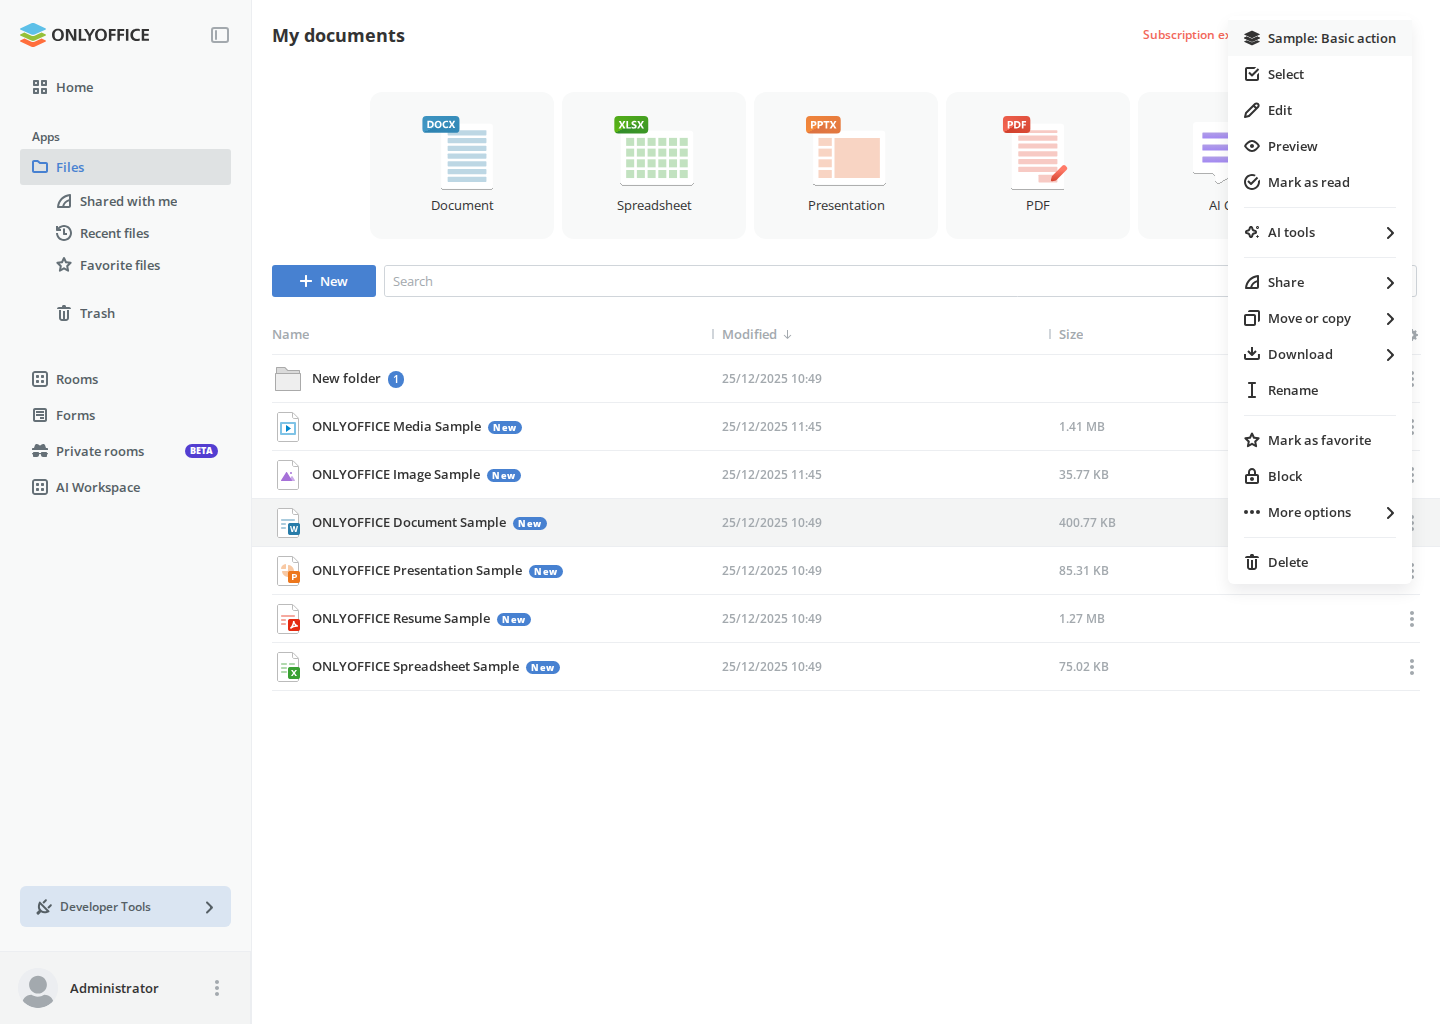 ONLYOFFICE
Home
Apps
Files
Shared with me
Recent files
Favorite files
Trash
Rooms
Forms
Private rooms BETA
AI Workspace
Developer Tools
Administrator
My documents
Subscription
DOCX
Document
XLSX
Spreadsheet
PPTX
Presentation
PDF
PDF
AI
New
Search
Name Modified Size
New folder 1 25/12/2025 10:49
ONLYOFFICE Media Sample New 25/12/2025 11:45 1.41 MB
ONLYOFFICE Image Sample New 25/12/2025 11:45 35.77 KB
W
ONLYOFFICE Document Sample New 25/12/2025 10:49 400.77 KB
P
ONLYOFFICE Presentation Sample New 25/12/2025 10:49 85.31 KB
ONLYOFFICE Resume Sample New 25/12/2025 10:49 1.27 MB
X
ONLYOFFICE Spreadsheet Sample New 25/12/2025 10:49 75.02 KB
Sample: Basic action
Select
Edit
Preview
Mark as read
AI tools
Share
Move or copy
Download
Rename
Mark as favorite
Block
More options
Delete